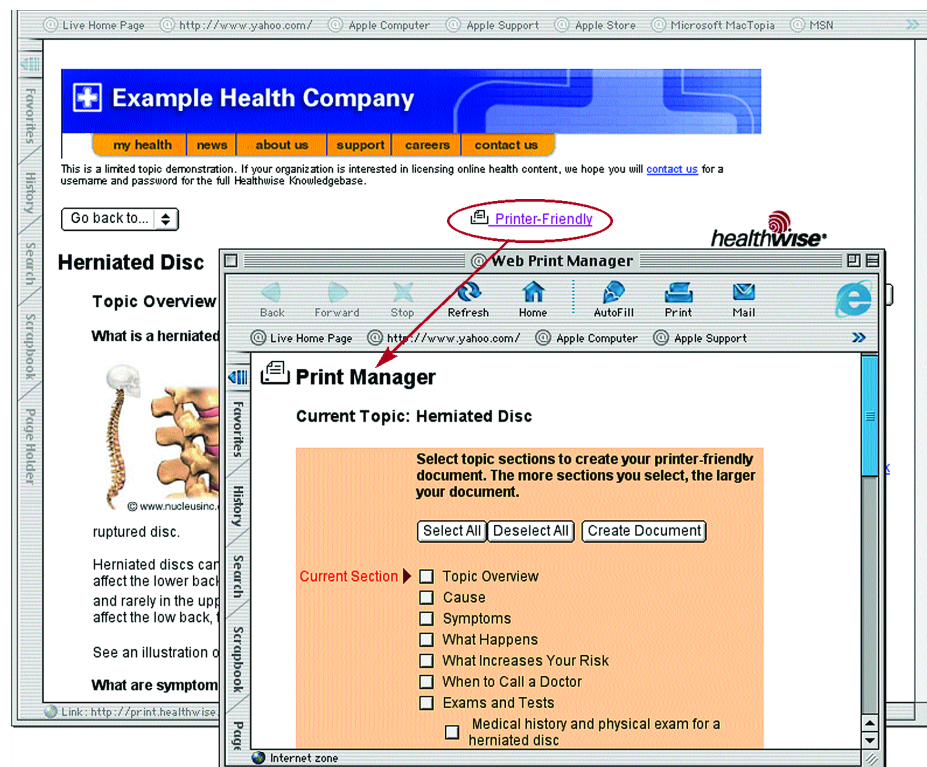 Live Home Page http://www.yahoo.com/ Apple Computer Apple Support Apple Store Microsoft MacTopia MSN
Favorites
History
Search
Scrapbook
Page Holder
Example Health Company
my health news about us support careers contact us
This is a limited topic demonstration. If your organization is interested in licensing online health content, we hope you will contact us for a
username and password for the full Healthwise Knowledgebase.
Go back to...
Printer-Friendly
healthwise
Herniated Disc
Topic Overview
What is a herniated
© www.nucleusinc.
ruptured disc.
Herniated discs can
affect the lower back
and rarely in the upp
affect the low back,
See an illustration o
What are symptom
Link: http://print.healthwise.
Web Print Manager
Back Forward Stop Refresh Home AutoFill Print Mail
Live Home Page http://www.yahoo.com/ Apple Computer Apple Support
Favorites
History
Search
Scrapbook
Page
Print Manager
Current Topic: Herniated Disc
Select topic sections to create your printer-friendly
document. The more sections you select, the larger
your document.
Select All Deselect All Create Document
Current Section Topic Overview
Cause
Symptoms
What Happens
What Increases Your Risk
When to Call a Doctor
Exams and Tests
Medical history and physical exam for a
herniated disc
Internet zone